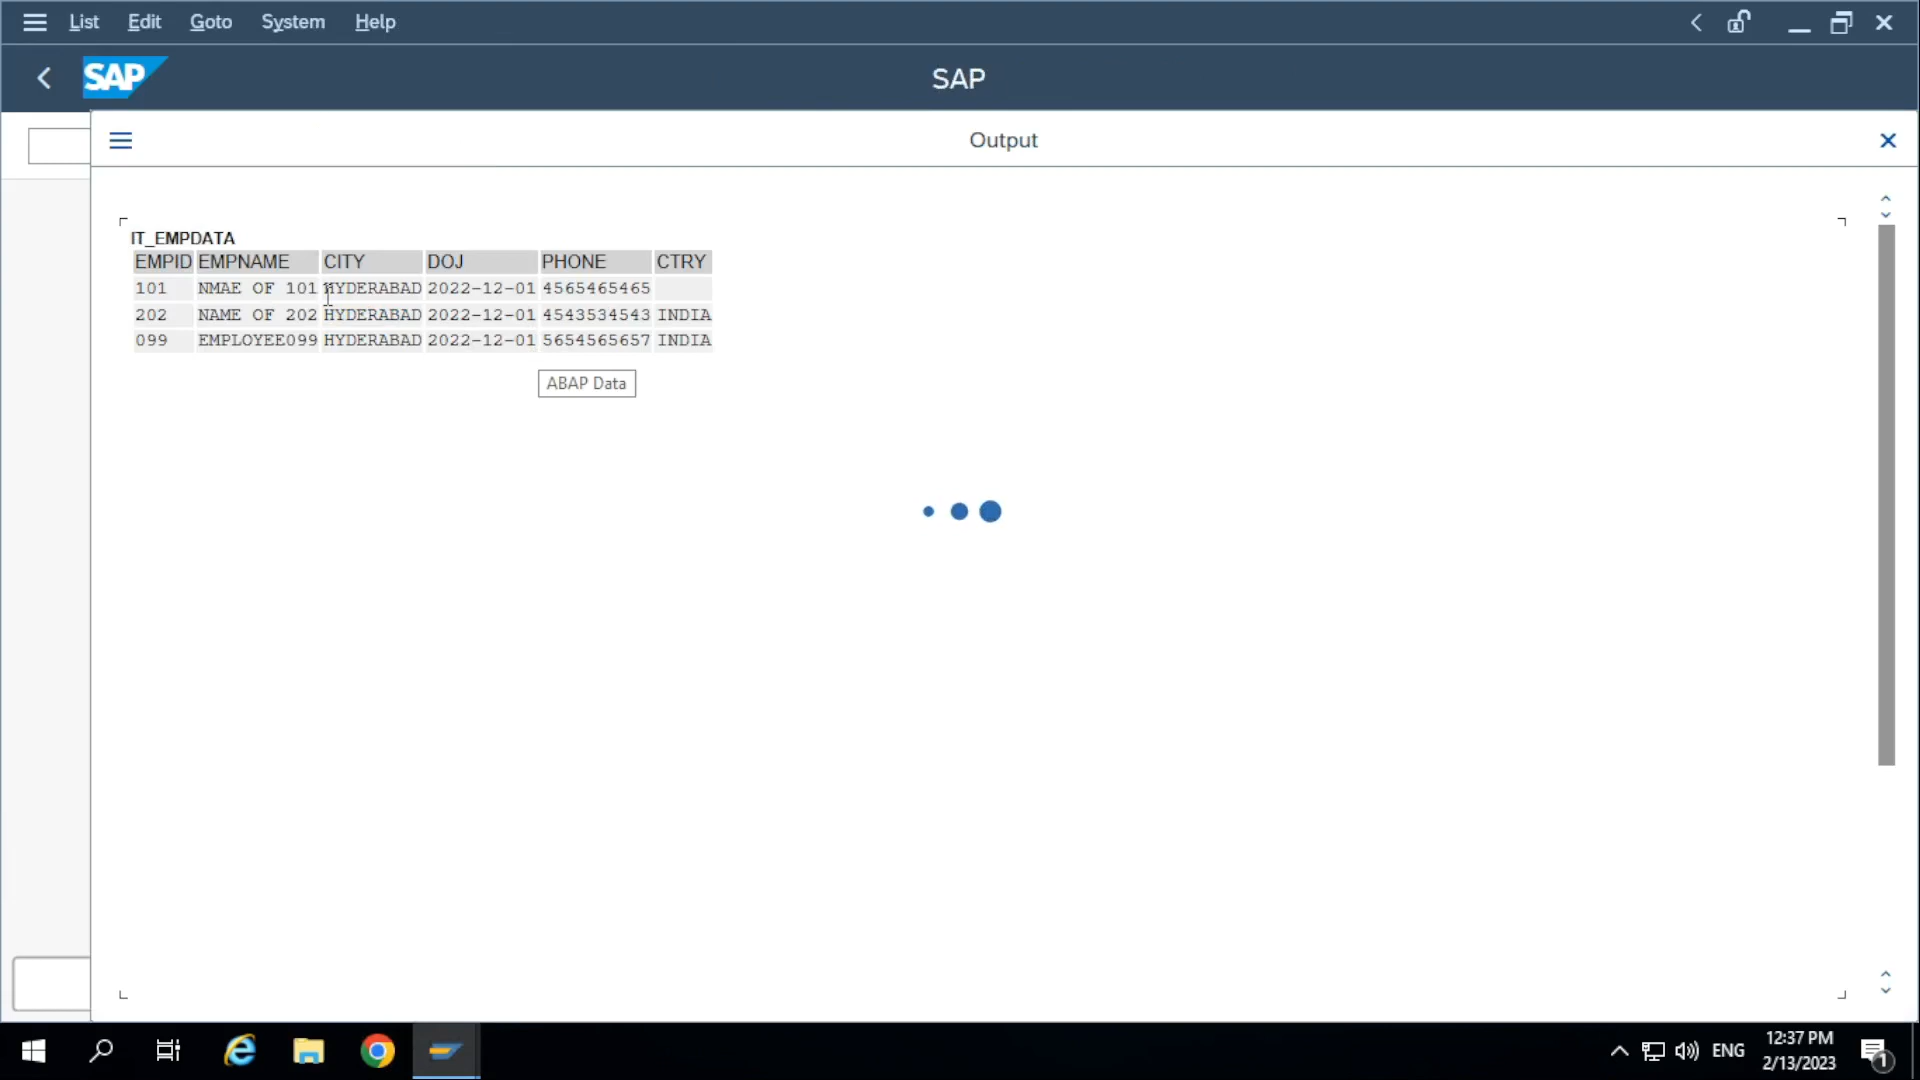 List Edit Goto System Help
SAP
SAP
Output
IT_EMPDATA
EMPID EMPNAME CITY DOJ PHONE CTRY
101 NMAE OF 101 HYDERABAD 2022-12-01 4565465465
202 NAME OF 202 HYDERABAD 2022-12-01 4543534543 INDIA
099 EMPLOYEE099 HYDERABAD 2022-12-01 5654565657 INDIA
ABAP Data
ENG
12:37 PM
2/13/2023
1